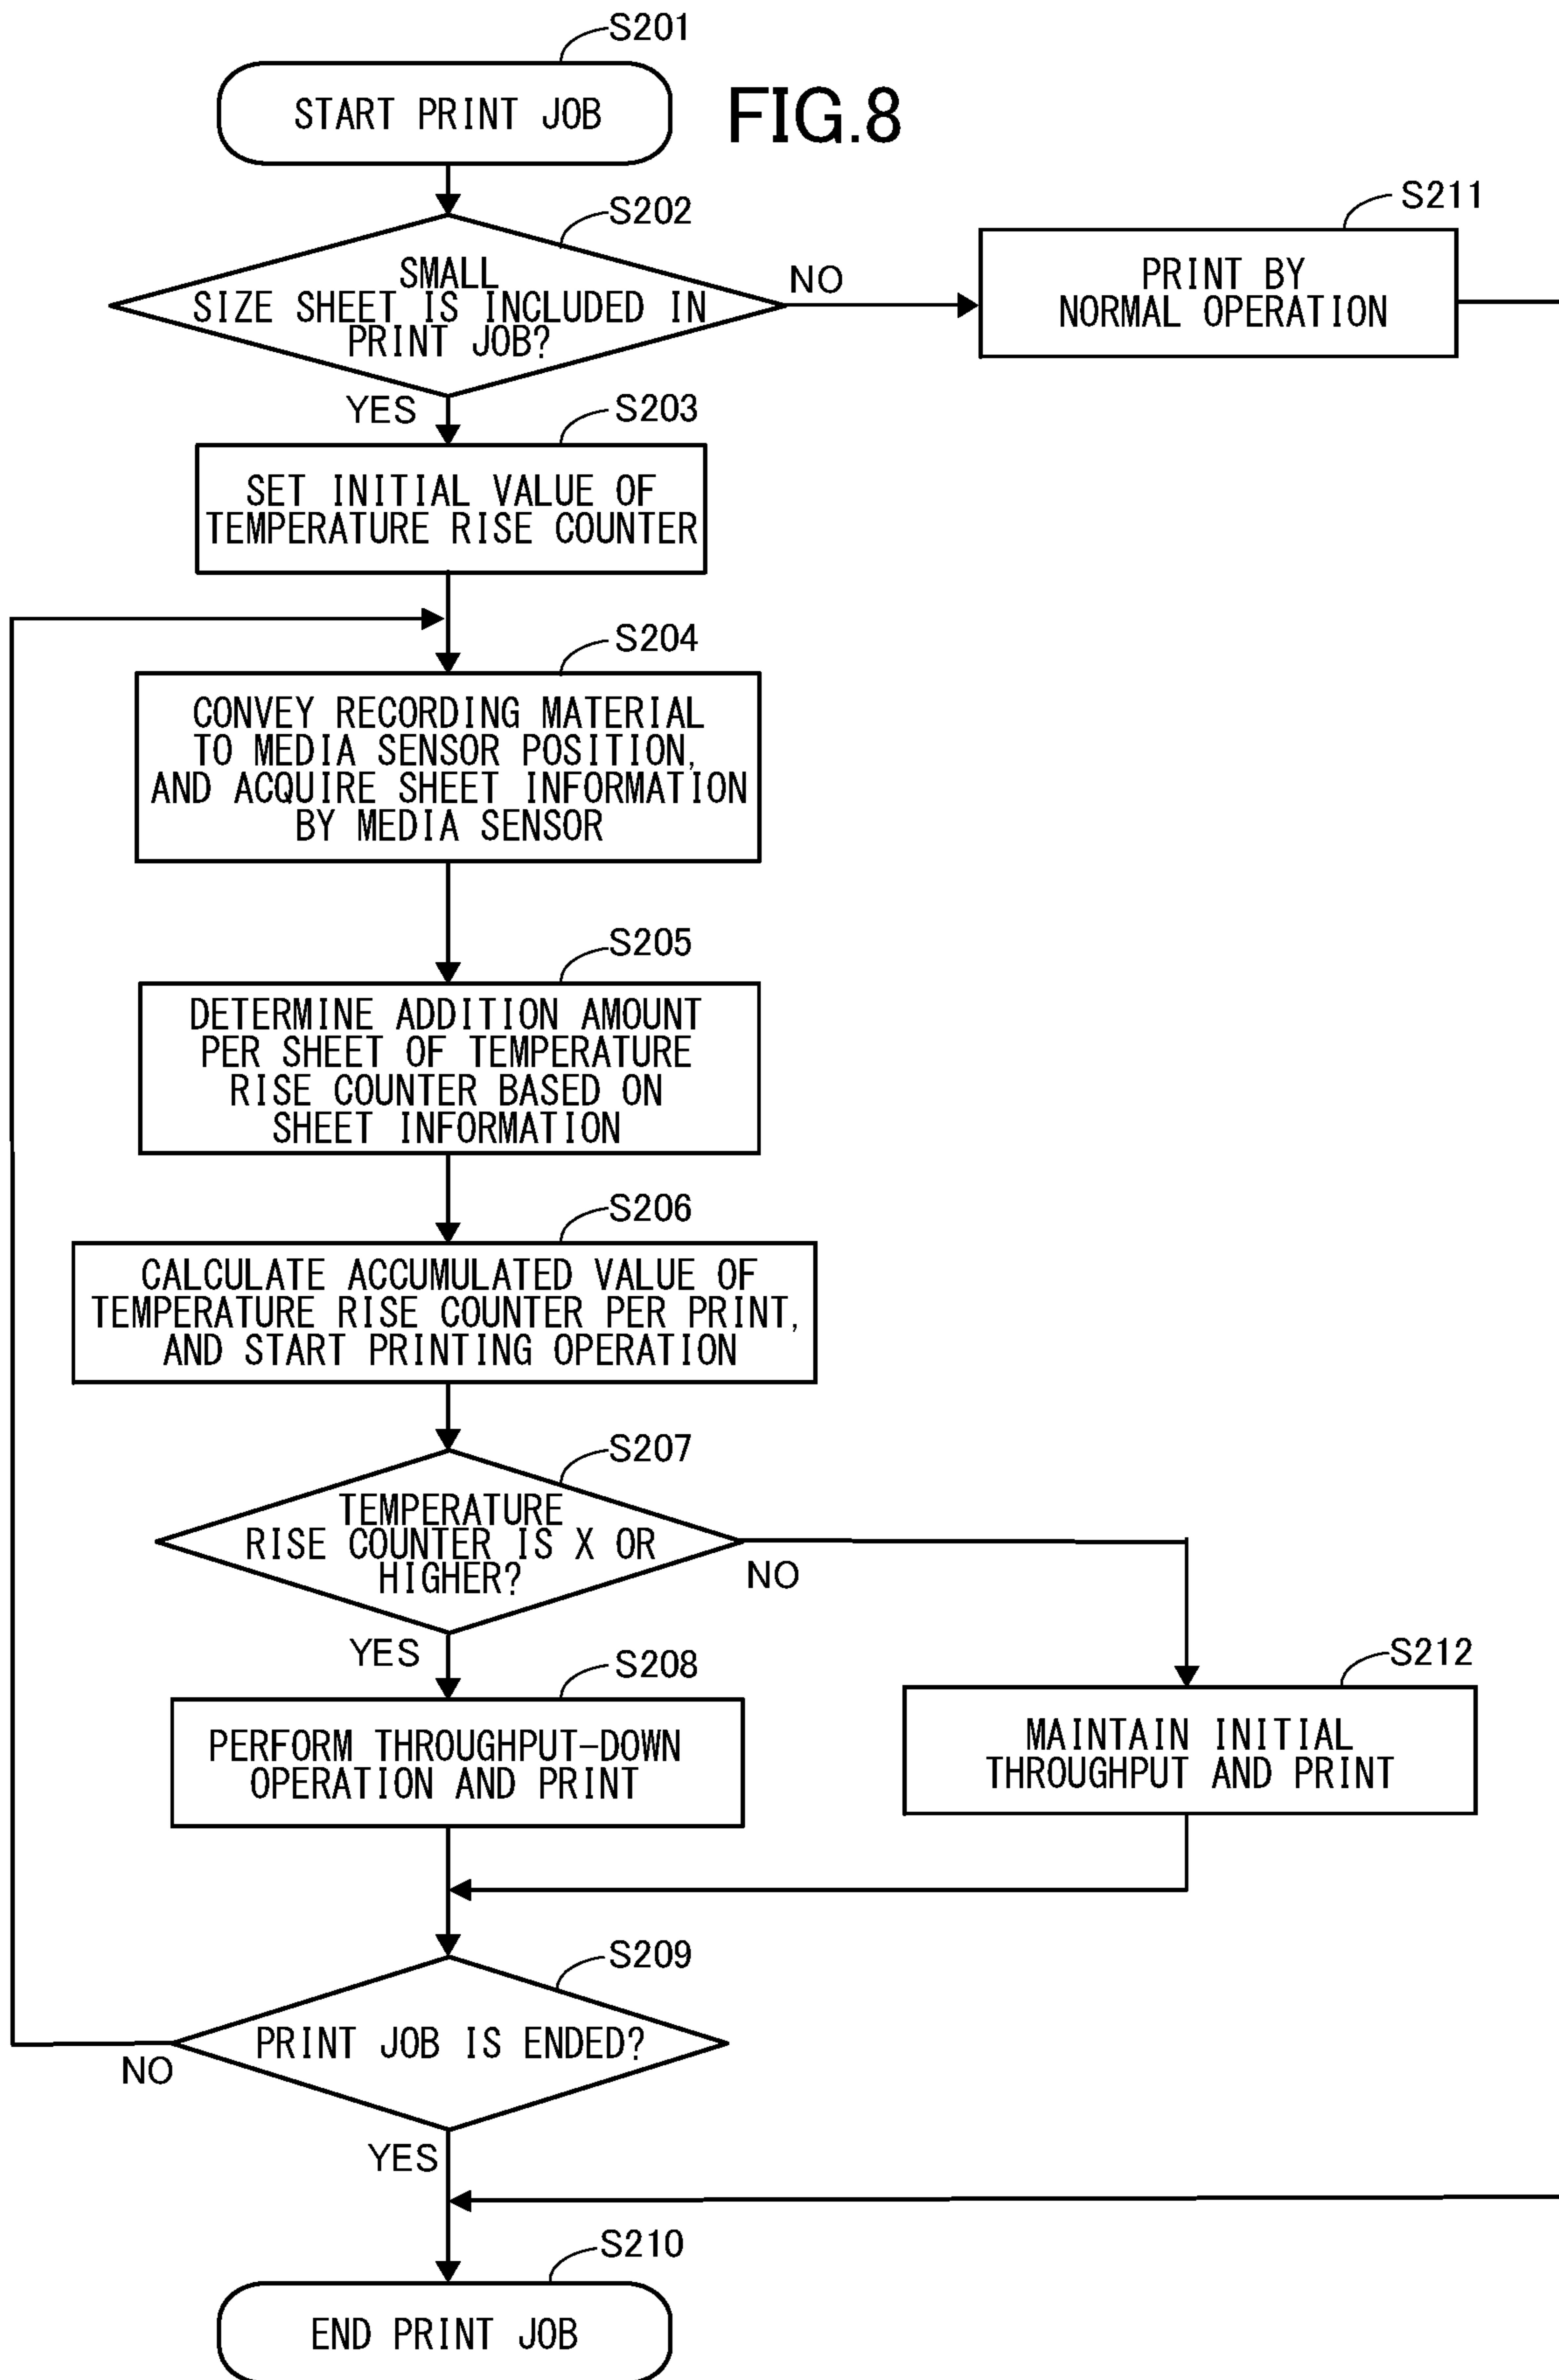 S201
START PRINT JOB
FIG.8
S202
SMALL
SIZE SHEET IS INCLUDED IN
PRINT JOB?
NO
S211
PRINT BY
NORMAL OPERATION
YES
S203
SET INITIAL VALUE OF
TEMPERATURE RISE COUNTER
S204
CONVEY RECORDING MATERIAL
TO MEDIA SENSOR POSITION,
AND ACQUIRE SHEET INFORMATION
BY MEDIA SENSOR
S205
DETERMINE ADDITION AMOUNT
PER SHEET OF TEMPERATURE
RISE COUNTER BASED ON
SHEET INFORMATION
S206
CALCULATE ACCUMULATED VALUE OF
TEMPERATURE RISE COUNTER PER PRINT,
AND START PRINTING OPERATION
S207
TEMPERATURE
RISE COUNTER IS X OR
HIGHER?
NO
YES
S208
PERFORM THROUGHPUT-DOWN
OPERATION AND PRINT
S212
MAINTAIN INITIAL
THROUGHPUT AND PRINT
S209
PRINT JOB IS ENDED?
NO
YES
S210
END PRINT JOB